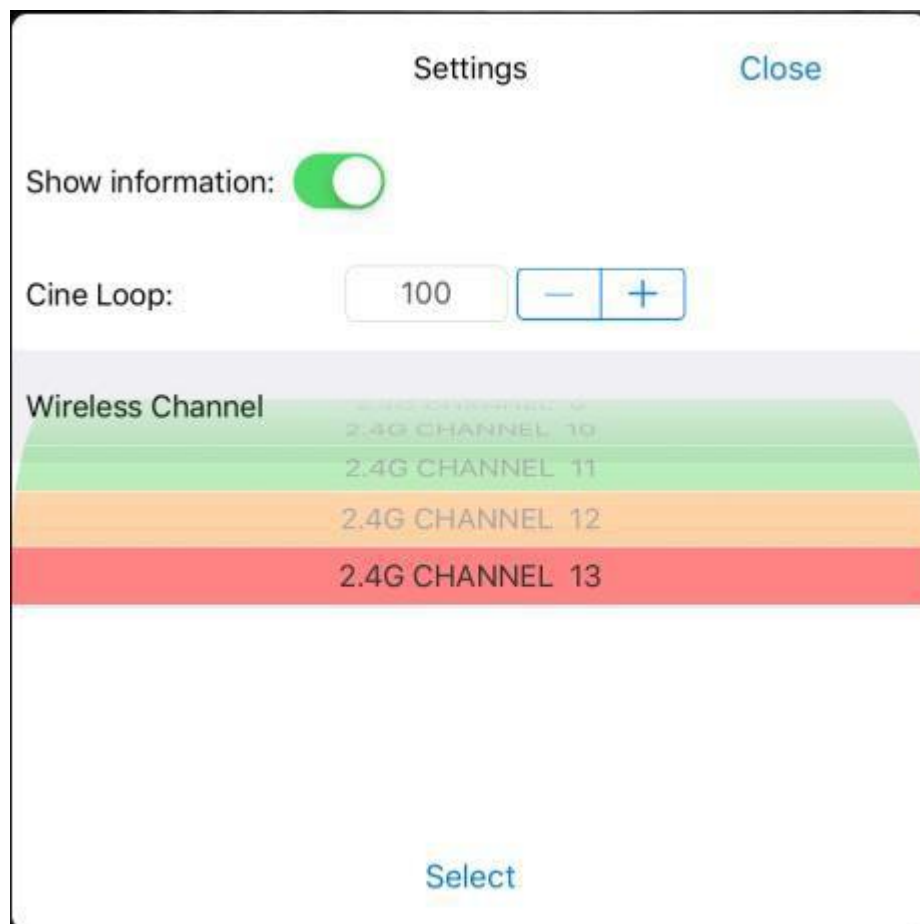 Settings Close
Show information:
Cine Loop: 100 — +
Wireless Channel
2.4G CHANNEL 10
2.4G CHANNEL 11
2.4G CHANNEL 12
2.4G CHANNEL 13
Select